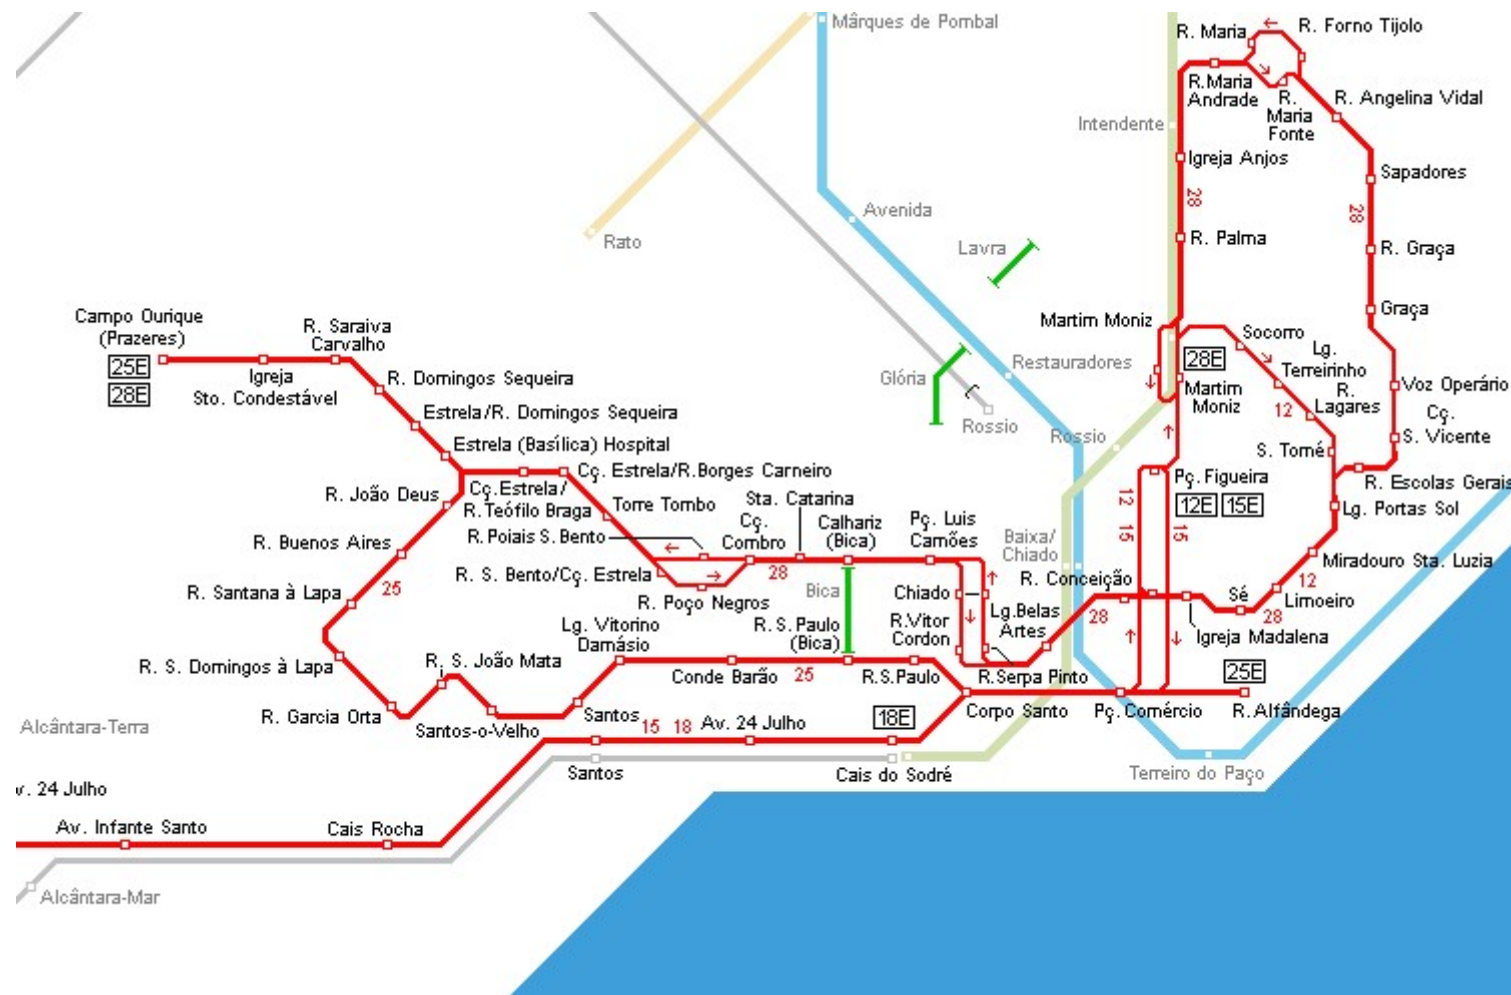 Mârques de Pombal
R. Maria
R. Forno Tijolo
R.Maria
Andrade
R.
Maria
Fonte
R. Angelina Vidal
Intendente
Igreja Anjos
Sapadores
28
28
Avenida
Rato
Lavra
R. Palma
R. Graça
Campo Ourique
(Prazeres)
25E
28E
R. Saraiva
Carvalho
Igreja
Sto. Condestável
R. Domingos Sequeira
Estrela/R. Domingos Sequeira
Estrela (Basílica) Hospital
Cç. Estrela/R.Borges Carneiro
Martim Moniz
Graça
Socorro
Restauradores
28E
Lg.
Terreirinho
Glória
Martim
Moniz
12
R.
Lagares
Voz Operário
Rossio
Rossio
Cç.
S. Vicente
S. Tomé
R. João Deus
Cç.Estrela/
R.Teófilo Braga
Torre Tombo
Sta. Catarina
Pç. Figueira
12E
15E
R. Escolas Gerais
R. Buenos Aires
R.Poiais S.Bento
Cç.
Combro
Calhariz
(Bica)
Pç. Luis
Camões
12
15
15
Lg. Portas Sol
Baixa/
Chiado
Miradouro Sta. Luzia
R. S. Bento/Cç. Estrela
28
R. Conceição
12
R. Santana à Lapa
25
R. Poço Negros
Bica
Chiado
Lg.Belas
Artes
28
Sé
Limoeiro
28
Igreja Madalena
Lg. Vitorino
Damásio
R. S.Paulo
(Bica)
R.Vitor
Cordon
R. S. Domingos à Lapa
R. S. João Mata
Conde Barão
25
R.S.Paulo
R.Serpa Pinto
25E
R. Garcia Orta
Santos-o-Velho
Santos
15
18
Av. 24 Julho
18E
Corpo Santo
Pç. Comércio
R.Alfândega
Alcântara-Terra
Santos
Cais do Sodré
Terreiro do Paço
v. 24 Julho
Av. Infante Santo
Cais Rocha
Alcântara-Mar